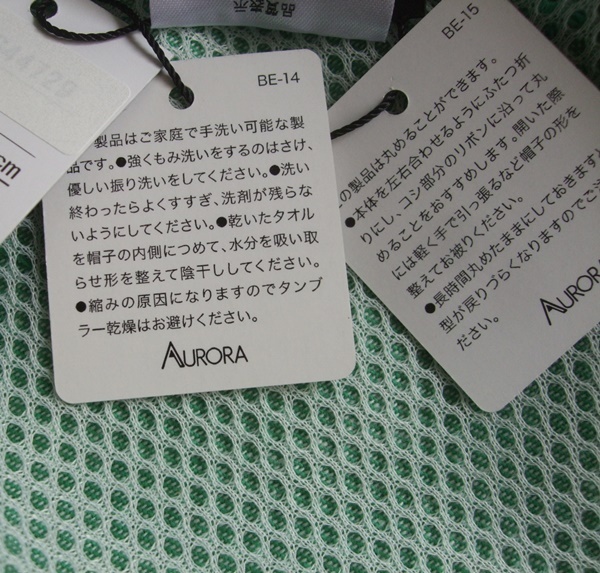 品質表示
44720
cm
BE-14
製品はご家庭で手洗い可能な製
品です。●強くもみ洗いをするのはさけ、
優しい振り洗いをしてください。●洗い
終わったらよくすすぎ、洗剤が残らな
いようにしてください。●乾いたタオル
を帽子の内側につめて、水分を吸い取
らせ形を整えて陰干ししてください。
●縮みの原因になりますのでタンブ
ラー乾燥はお避けください。
AURORA
BE-15
の製品は丸めることができます。
●本体を左右合わせるようにふたつ折
りにし、コシ部分のリボンに沿って丸
めることをおすすめします。開いた際
には軽く手で引っ張るなど帽子の形を
整えてお被りください。
●長時間丸めたままにしておきますと
型が戻りづらくなりますのでご注
ださい。
AURORA